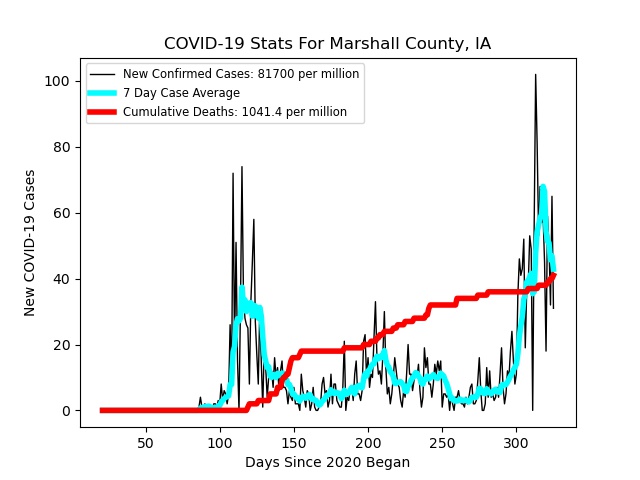 COVID-19 Stats For Marshall County, IA
New Confirmed Cases: 81700 per million
7 Day Case Average
Cumulative Deaths: 1041.4 per million
New COVID-19 Cases
100
80
60
40
20
0
50
100
150
200
250
300
Days Since 2020 Began